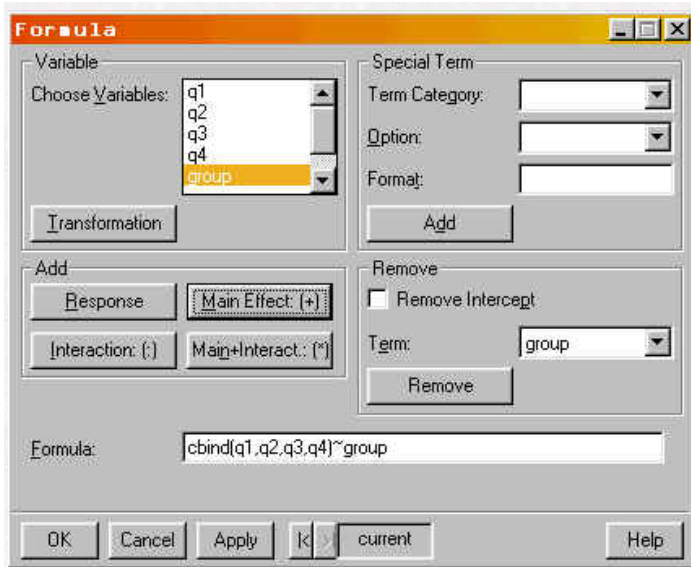 Formula
Variable
Choose Variables:
q1
q2
q3
q4
group
Transformation
Special Term
Term Category:
Option:
Format:
Add
Add
Response
Main Effect: (+)
Interaction: (:)
Main+Interact.: (*)
Remove
Remove Intercept
Term:
group
Remove
Formula:
cbind(q1,q2,q3,q4)~group
OK
Cancel
Apply
current
Help